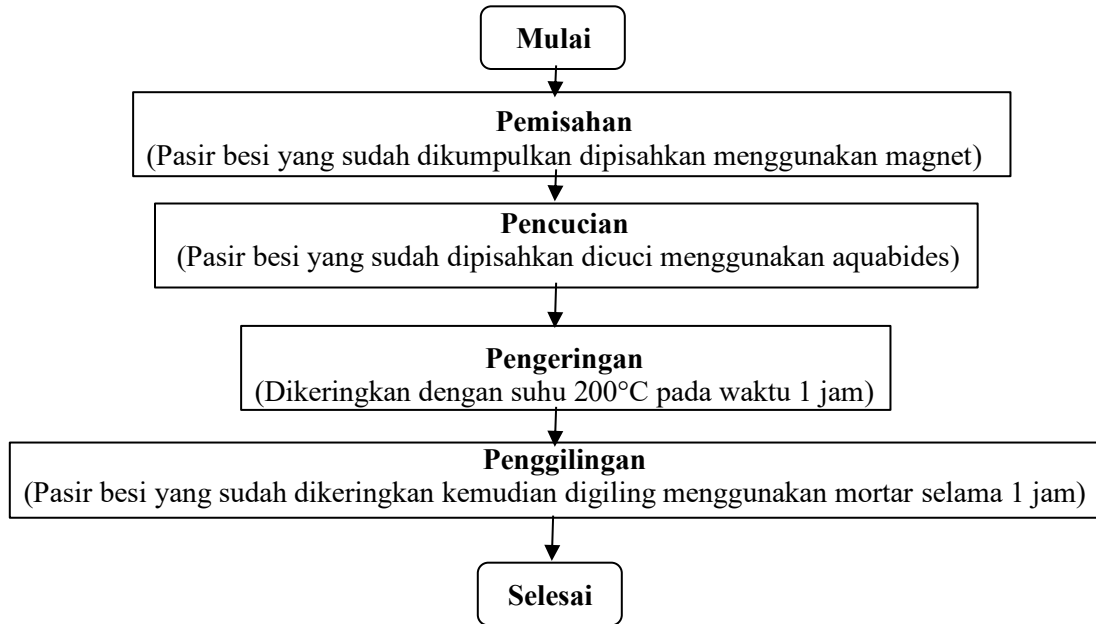 Mulai
Pemisahan
(Pasir besi yang sudah dikumpulkan dipisahkan menggunakan magnet)
Pencucian
(Pasir besi yang sudah dipisahkan dicuci menggunakan aquabides)
Pengeringan
(Dikeringkan dengan suhu 200°C pada waktu 1 jam)
Penggilingan
(Pasir besi yang sudah dikeringkan kemudian digiling menggunakan mortar selama 1 jam)
Selesai